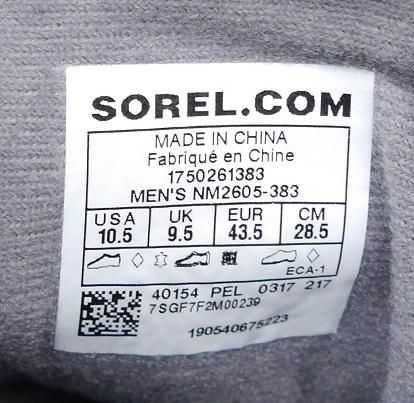 SOREL.COM
MADE IN CHINA
Fabriqué en Chine
1750261383
MEN'S NM2605-383
USA UK EUR CM
10.5 9.5 43.5 28.5
ECA-1
40154 PEL 0317 217
7SGF7F2M00239
190540675223